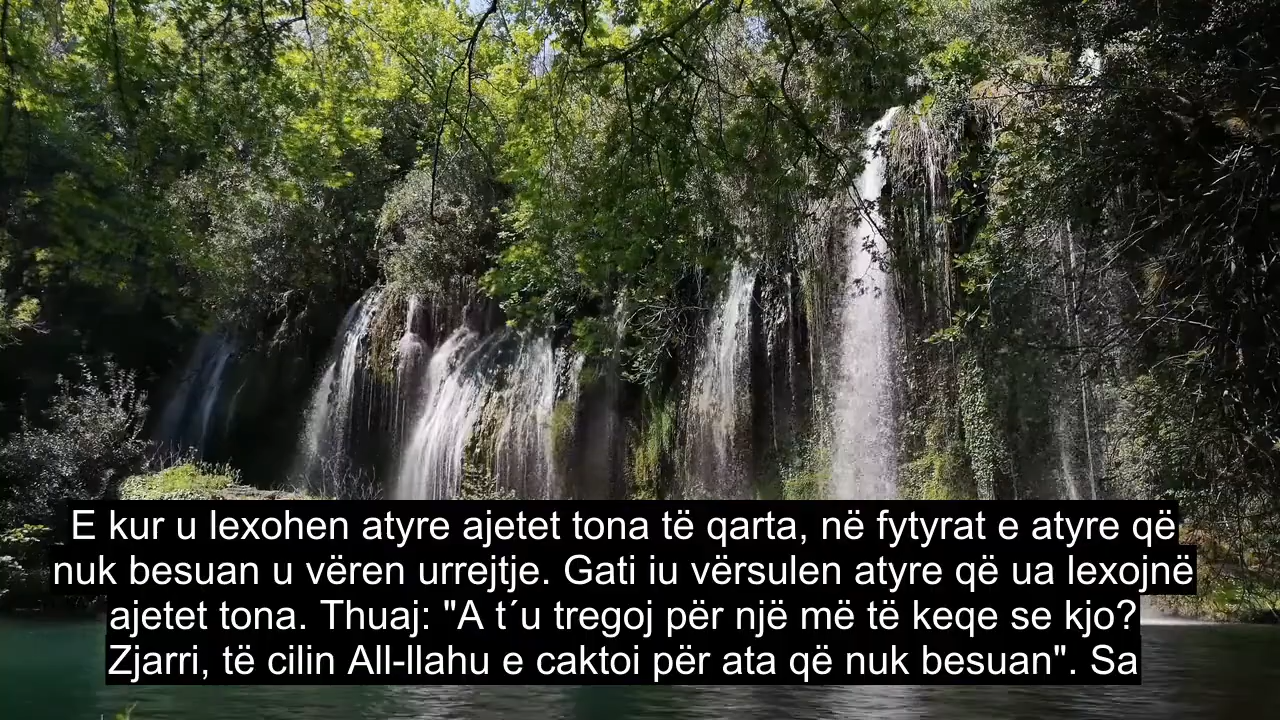 E kur u lexohen atyre ajetet tona të qarta, në fytyrat e atyre që
nuk besuan u vëren urrejtje. Gati iu vërsulen atyre që ua lexojnë
ajetet tona. Thuaj: "A t´u tregoj për një më të keqe se kjo?
Zjarri, të cilin All-llahu e caktoi për ata që nuk besuan". Sa